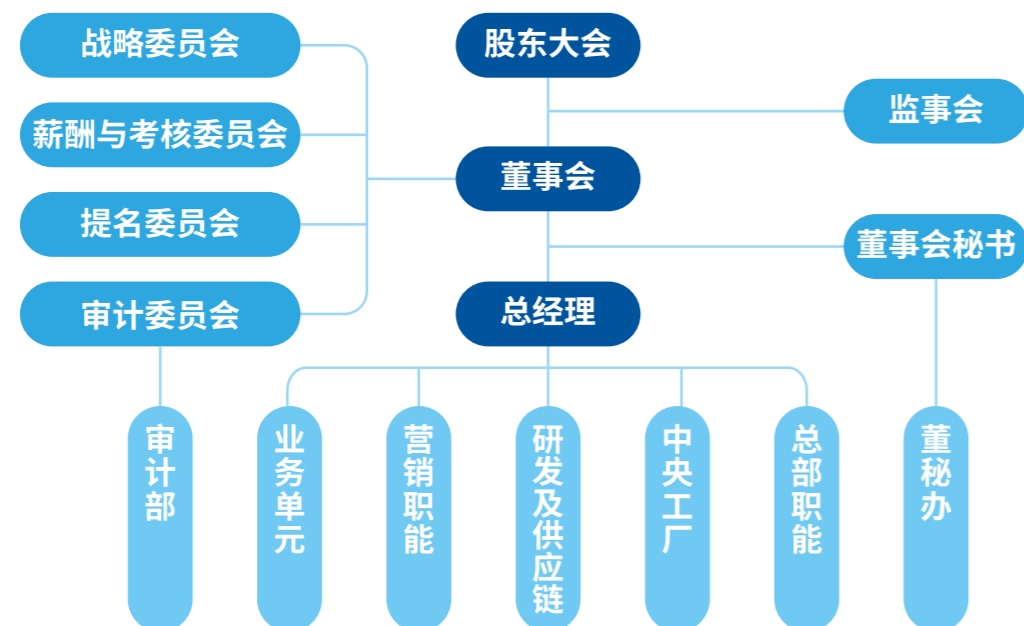 战略委员会
股东大会
监事会
薪酬与考核委员会
董事会
提名委员会
董事会秘书
审计委员会
总经理
审计部
业务单元
营销职能
研发及供应链
中央工厂
总部职能
董秘办